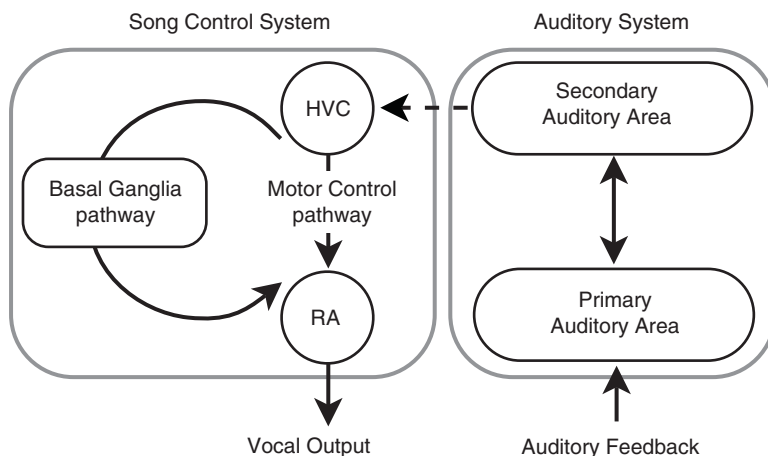 Song Control System
Auditory System
HVC
Secondary
Auditory Area
Basal Ganglia
pathway
Motor Control
pathway
RA
Primary
Auditory Area
Vocal Output
Auditory Feedback